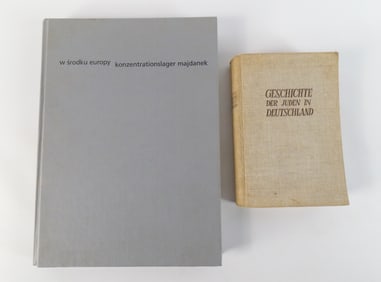 w środku europy konzentrationslager majdanek
GESCHICHTE
DER JUDEN IN
DEUTSCHLAND